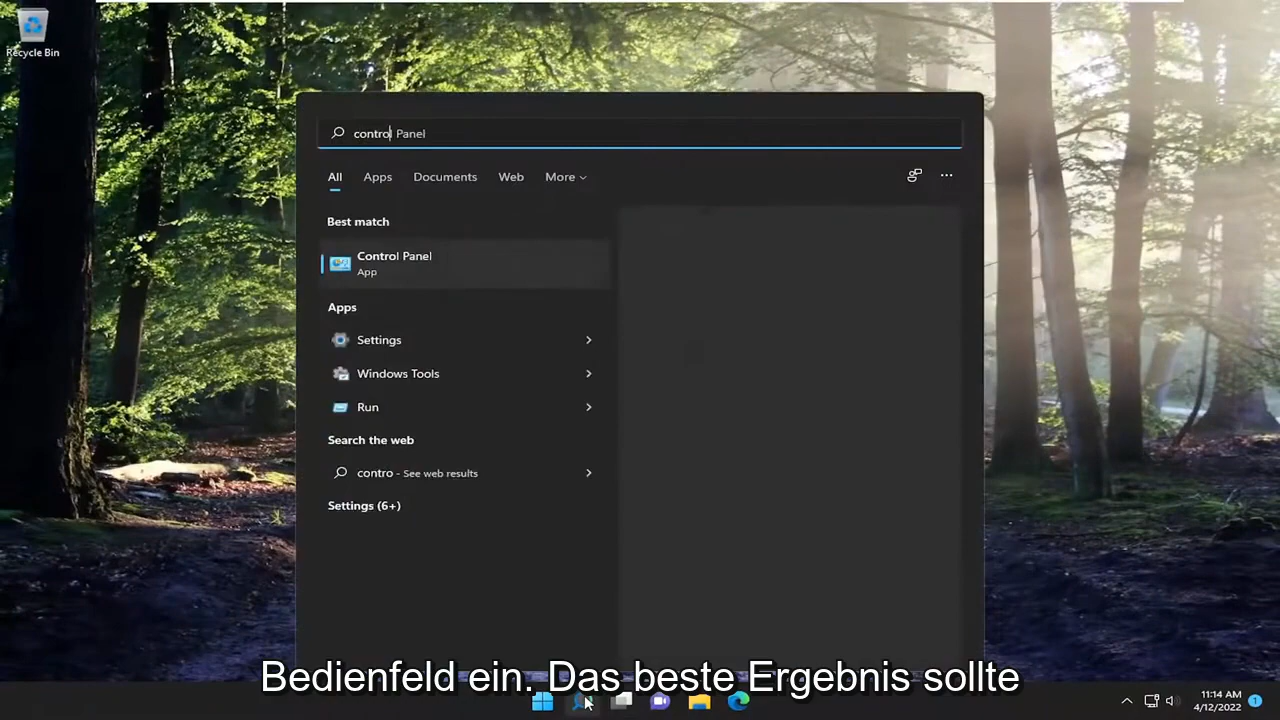 Recycle Bin
control Panel
All Apps Documents Web More
Best match
Control Panel
App
Apps
Settings
Windows Tools
Run
Search the web
contro - See web results
Settings (6+)
Bedienfeld ein. Das beste Ergebnis sollte
11:14 AM
4/12/2022
1